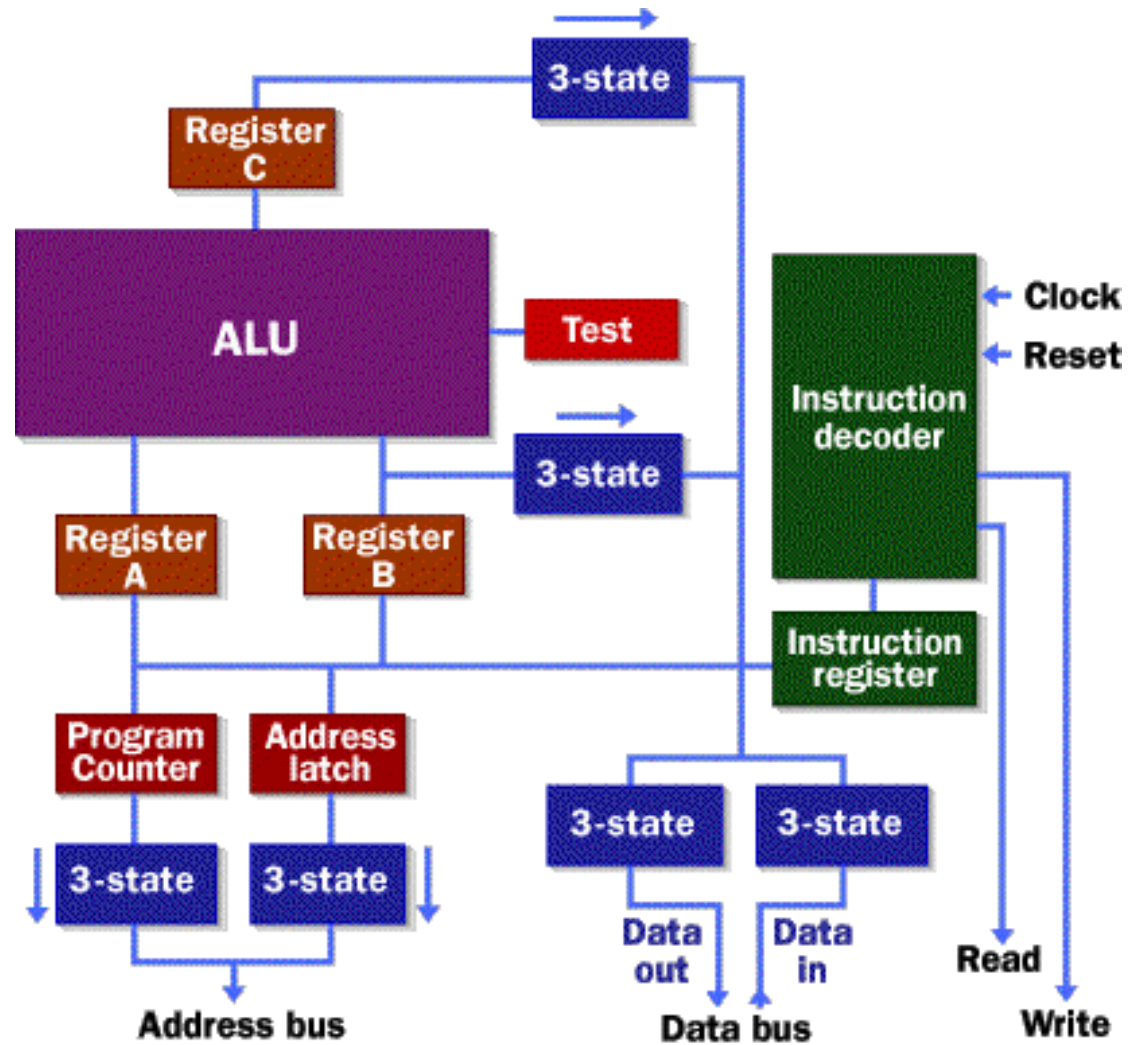 3-state
Register
C
ALU
Test
Clock
Reset
Instruction
decoder
3-state
Register
A
Register
B
Instruction
register
Program
Counter
Address
latch
3-state
3-state
3-state
3-state
Data
out
Data
in
Read
Address bus
Data bus
Write